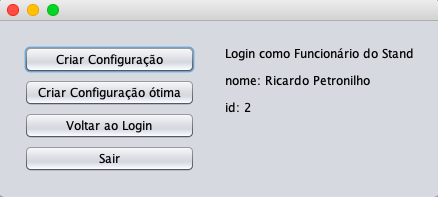 Criar Configuração
Criar Configuração ótima
Voltar ao Login
Sair
Login como Funcionário do Stand
nome: Ricardo Petronilho
id: 2